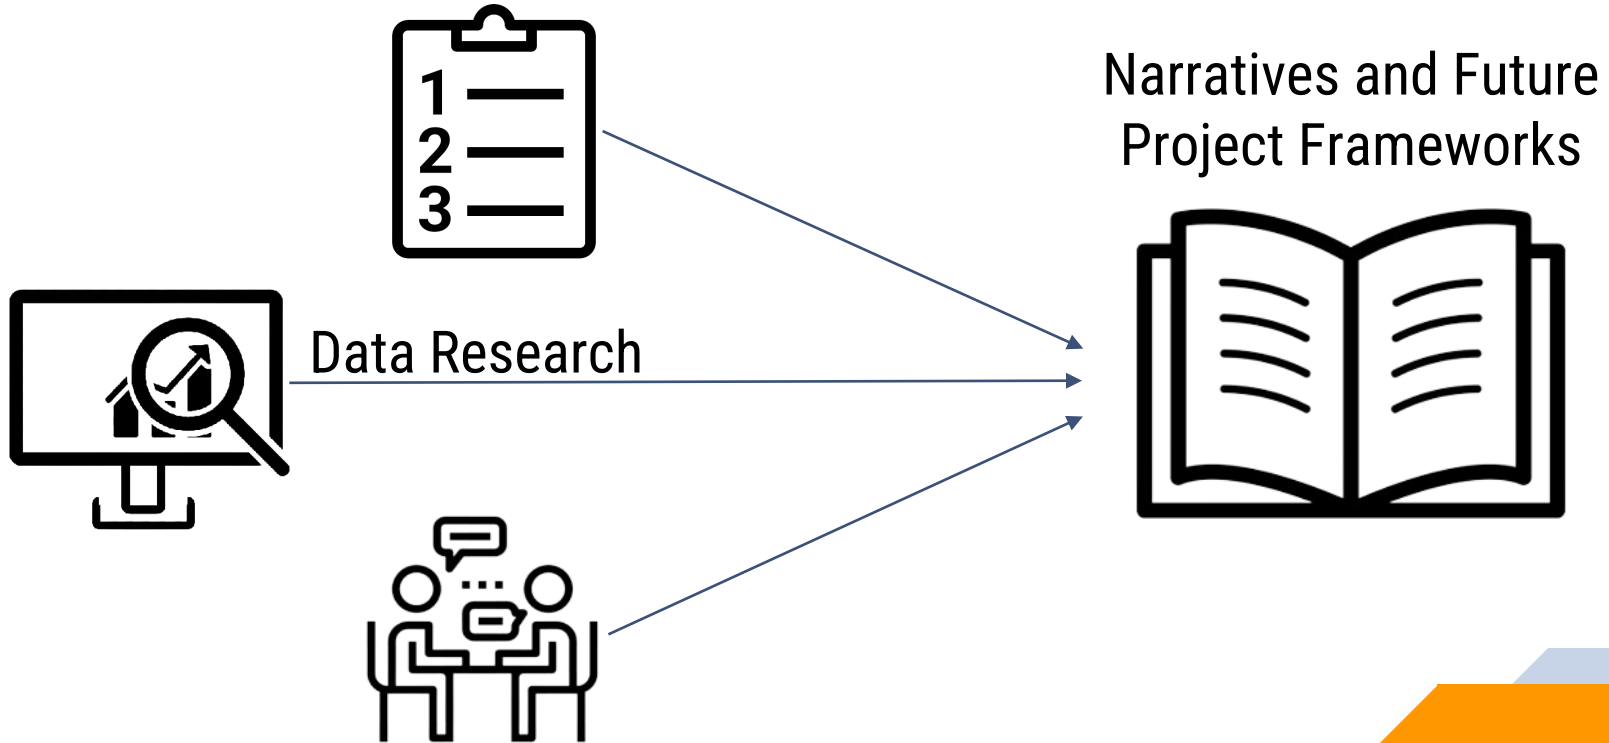 1
2
3
Narratives and Future
Project Frameworks
Data Research